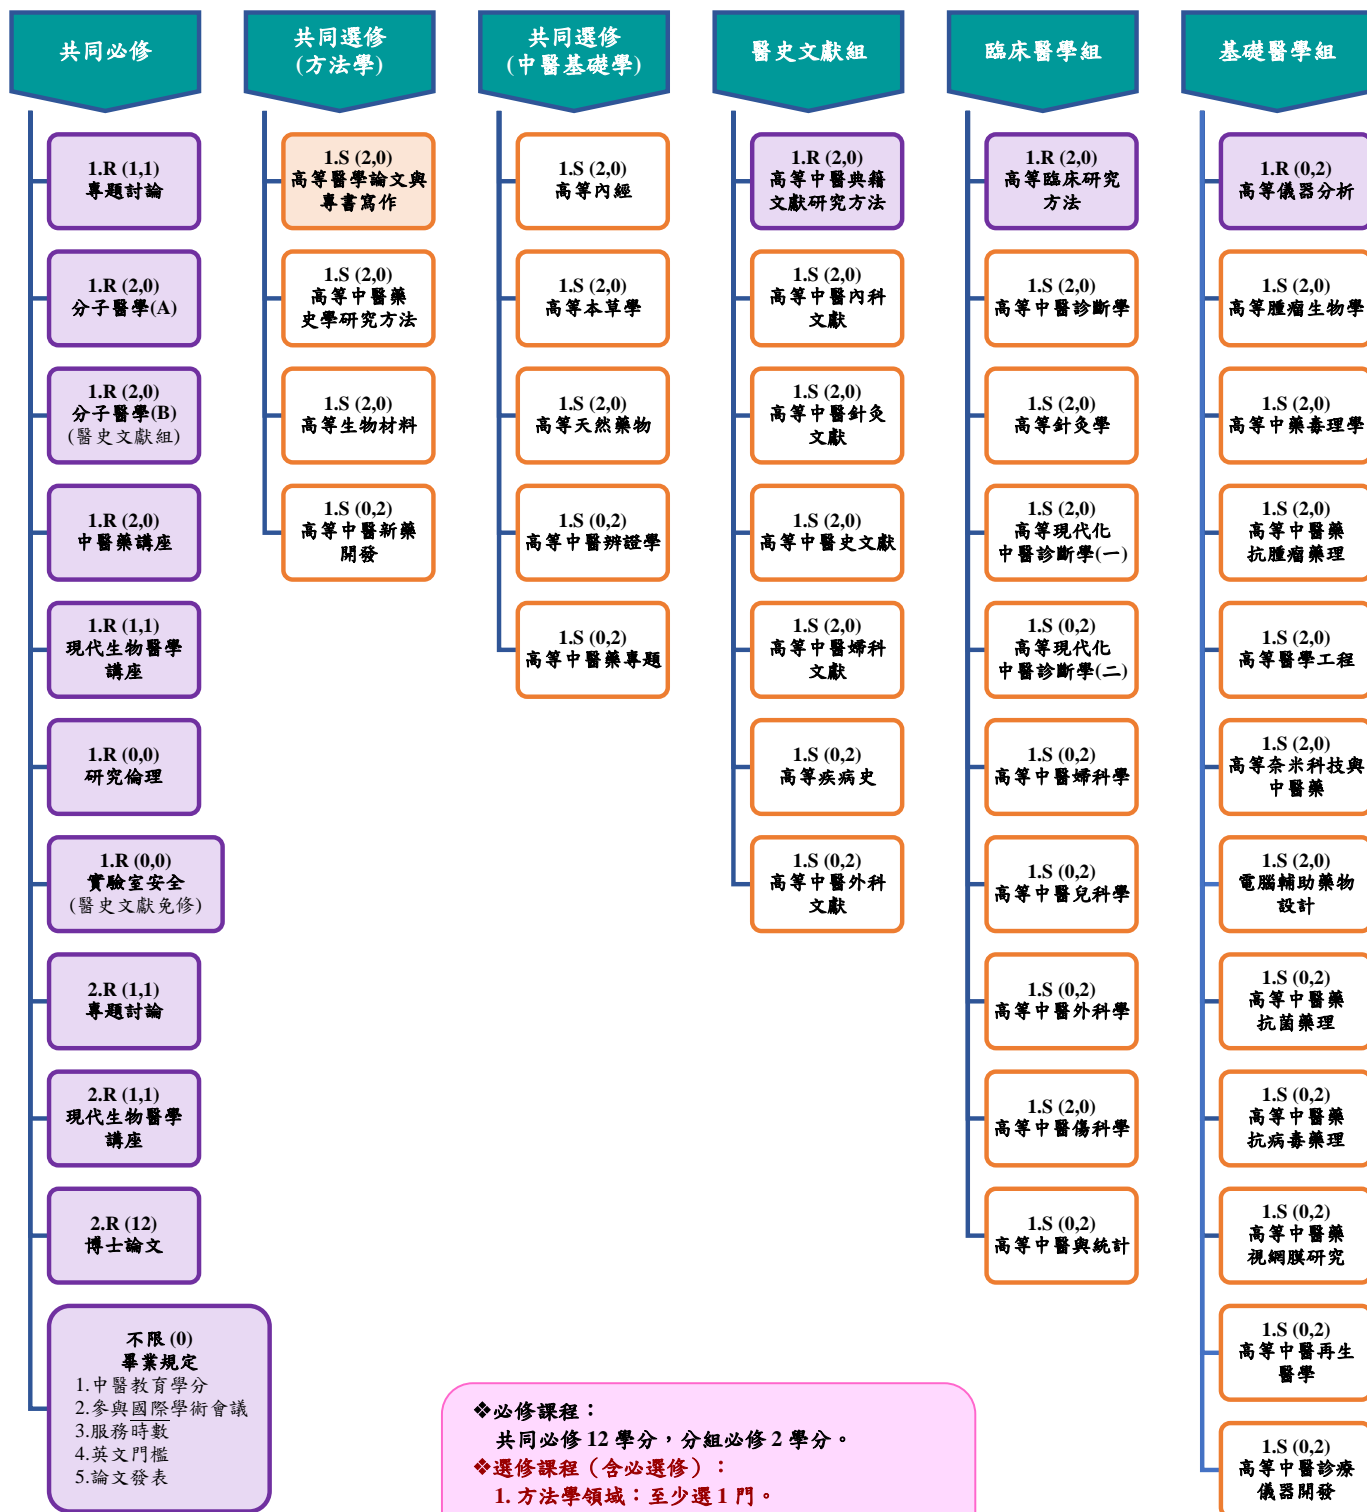 共同必修
1.R (1,1)
專題討論
1.R (2,0)
分子醫學(A)
1.R (2,0)
分子醫學(B)
(醫史文獻組)
1.R (2,0)
中醫藥講座
1.R (1,1)
現代生物醫學
講座
1.R (0,0)
研究倫理
1.R (0,0)
實驗室安全
(醫史文獻免修)
2.R (1,1)
專題討論
2.R (1,1)
現代生物醫學
講座
2.R (12)
博士論文
不限 (0)
畢業規定
1.中醫教育學分
2.參與國際學術會議
3.服務時數
4.英文門檻
5.論文發表
共同選修
(方法學)
1.S (2,0)
高等醫學論文與
專書寫作
1.S (2,0)
高等中醫藥
史學研究方法
1.S (2,0)
高等生物材料
1.S (0,2)
高等中醫新藥
開發
共同選修
(中醫基礎學)
1.S (2,0)
高等內經
1.S (2,0)
高等本草學
1.S (2,0)
高等天然藥物
1.S (0,2)
高等中醫辨證學
1.S (0,2)
高等中醫藥專題
醫史文獻組
1.R (2,0)
高等中醫典籍
文獻研究方法
1.S (2,0)
高等中醫內科
文獻
1.S (2,0)
高等中醫針灸
文獻
1.S (2,0)
高等中醫史文獻
1.S (2,0)
高等中醫婦科
文獻
1.S (0,2)
高等疾病史
1.S (0,2)
高等中醫外科
文獻
臨床醫學組
1.R (2,0)
高等臨床研究
方法
1.S (2,0)
高等中醫診斷學
1.S (2,0)
高等針灸學
1.S (2,0)
高等現代化
中醫診斷學(一)
1.S (0,2)
高等現代化
中醫診斷學(二)
1.S (0,2)
高等中醫婦科學
1.S (0,2)
高等中醫兒科學
1.S (0,2)
高等中醫外科學
1.S (2,0)
高等中醫傷科學
1.S (0,2)
高等中醫與統計
基礎醫學組
1.R (0,2)
高等儀器分析
1.S (2,0)
高等腫瘤生物學
1.S (2,0)
高等中藥毒理學
1.S (2,0)
高等中醫藥
抗腫瘤藥理
1.S (2,0)
高等醫學工程
1.S (2,0)
高等奈米科技與
中醫藥
1.S (2,0)
電腦輔助藥物
設計
1.S (0,2)
高等中醫藥
抗菌藥理
1.S (0,2)
高等中醫藥
抗病毒藥理
1.S (0,2)
高等中醫藥
視網膜研究
1.S (0,2)
高等中醫再生
醫學
1.S (0,2)
高等中醫診療
儀器開發
❖必修課程：
共同必修 12 學分，分組必修 2 學分。
❖選修課程（含必選修）：
1. 方法學領域：至少選 1 門。